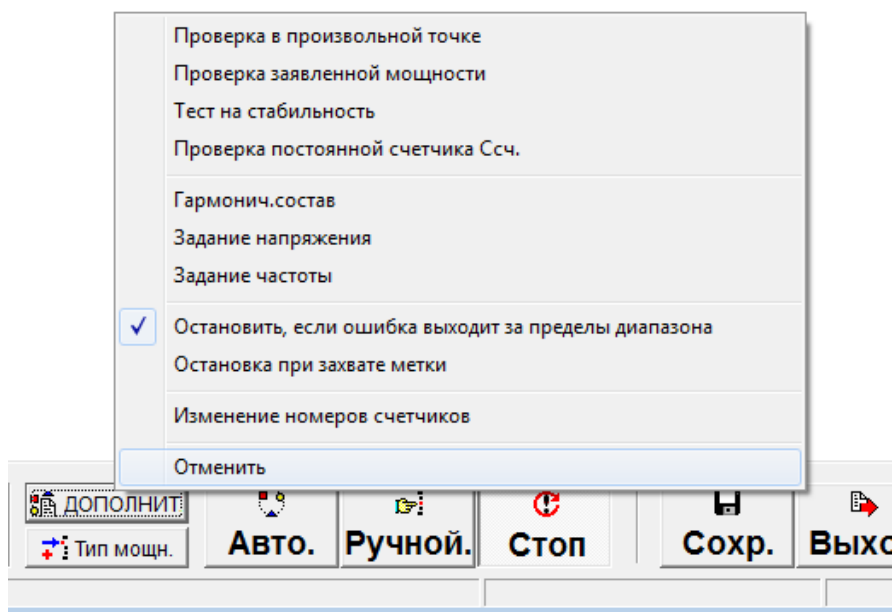 Проверка в произвольной точке
Проверка заявленной мощности
Тест на стабильность
Проверка постоянной счетчика Ссч.
Гармонич.состав
Задание напряжения
Задание частоты
Остановить, если ошибка выходит за пределы диапазона
Остановка при захвате метки
Изменение номеров счетчиков
Отменить
ДОПОЛНИТ
Тип мощн.
Авто.
Ручной.
Стоп
Сохр.
Выхо